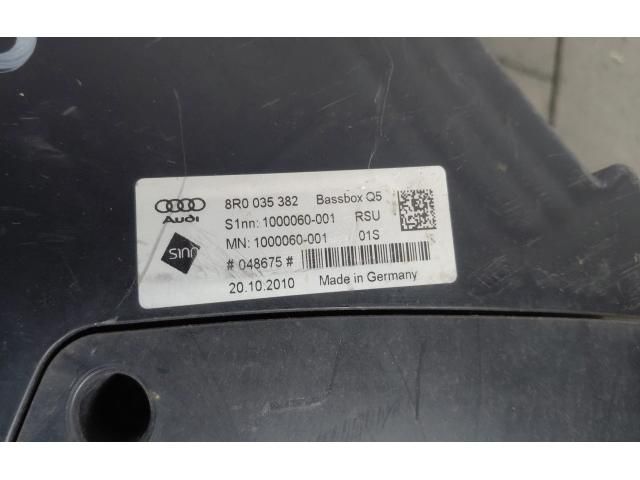 Audi
8R0 035 382 Bassbox Q5
S1nn: 1000060-001 RSU
MN: 1000060-001 01S
s1nn
# 048675 #
20.10.2010 Made in Germany